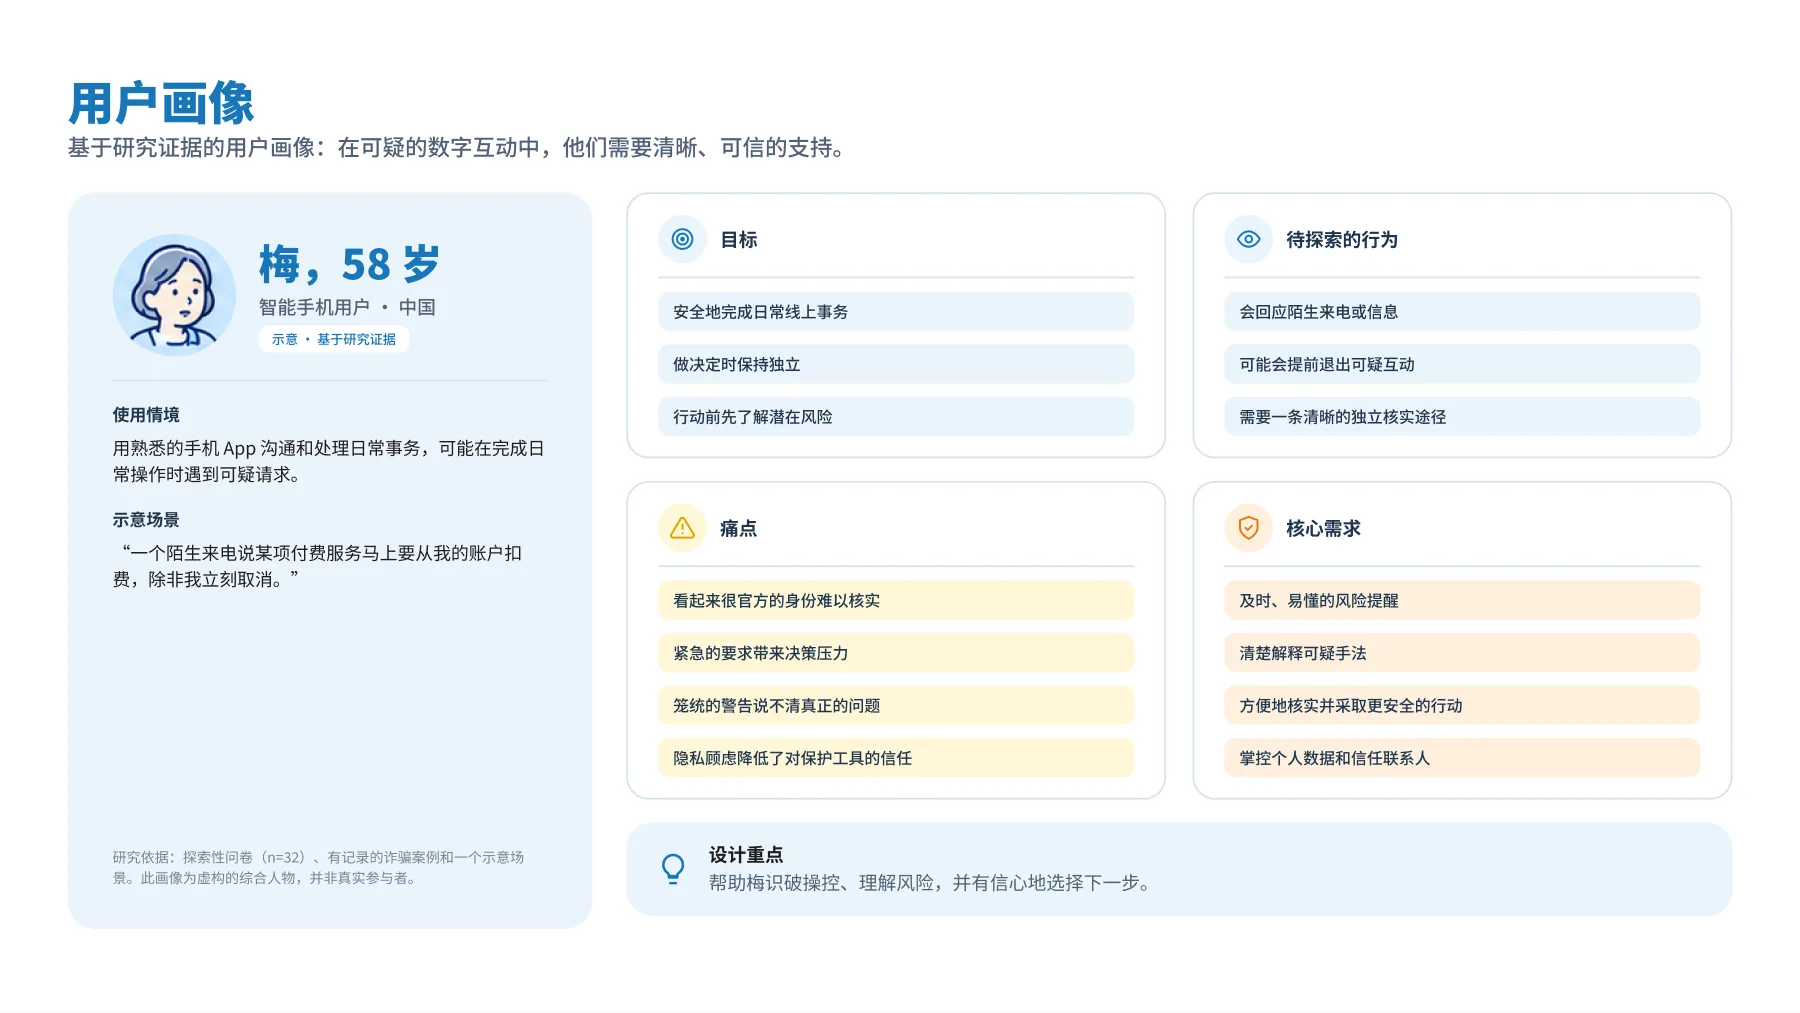 用户画像
基于研究证据的用户画像：在可疑的数字互动中，他们需要清晰、可信的支持。
梅，58 岁
智能手机用户 • 中国
示意 • 基于研究证据
使用情境
用熟悉的手机 App 沟通和处理日常事务，可能在完成日
常操作时遇到可疑请求。
示意场景
“一个陌生来电说某项付费服务马上要从我的账户扣
费，除非我立刻取消。”
研究依据：探索性问卷（n=32）、有记录的诈骗案例和一个示意场
景。此画像为虚构的综合人物，并非真实参与者。
目标
安全地完成日常线上事务
做决定时保持独立
行动前先了解潜在风险
待探索的行为
会回应陌生来电或信息
可能会提前退出可疑互动
需要一条清晰的独立核实途径
痛点
看起来很官方的身份难以核实
紧急的要求带来决策压力
笼统的警告说不清真正的问题
隐私顾虑降低了对保护工具的信任
核心需求
及时、易懂的风险提醒
清楚解释可疑手法
方便地核实并采取更安全的行动
掌控个人数据和信任联系人
设计重点
帮助梅识破操控、理解风险，并有信心地选择下一步。